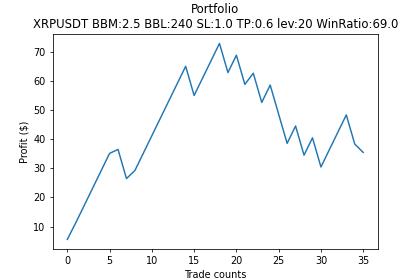 Portfolio
XRPUSDT BBM:2.5 BBL:240 SL:1.0 TP:0.6 lev:20 WinRatio:69.0
70
60
50
40
30
20
10
Profit ($)
0 5 10 15 20 25 30 35
Trade counts